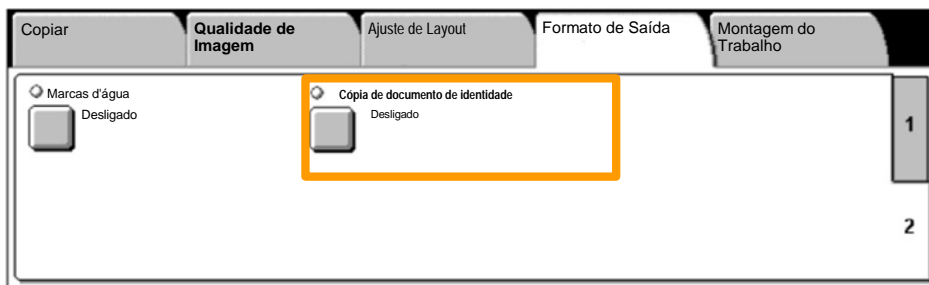 Copiar
Qualidade de
Imagem
Ajuste de Layout
Formato de Saída
Montagem do
Trabalho
Marcas d'água
Desligado
Cópia de documento de identidade
Desligado
1
2